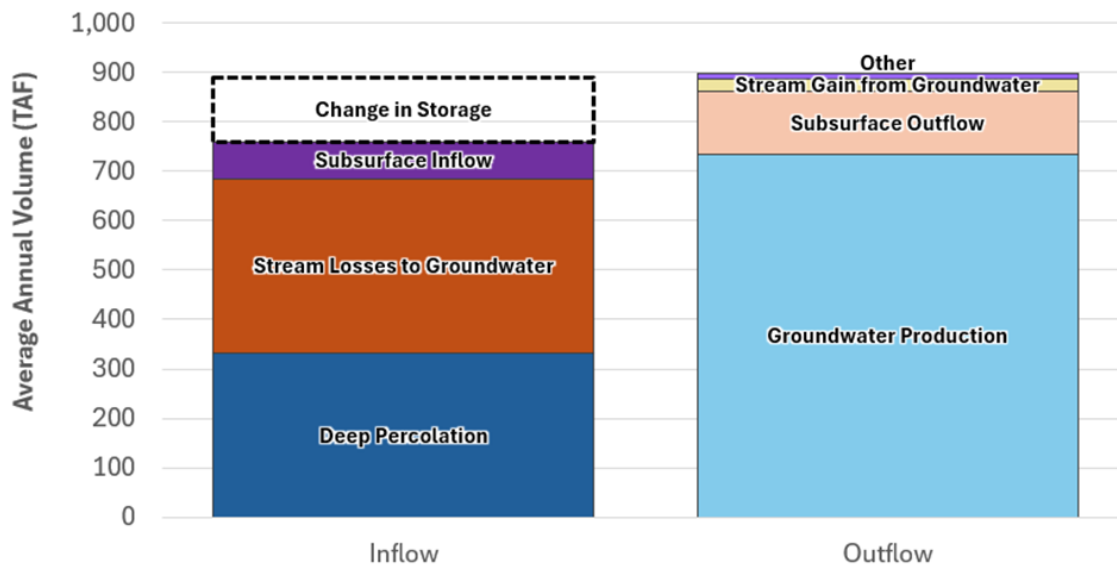 1,000
900
800
700
600
500
400
300
200
100
0
Average Annual Volume (TAF)
Change in Storage
Subsurface Inflow
Stream Losses to Groundwater
Deep Percolation
Other
Stream Gain from Groundwater
Subsurface Outflow
Groundwater Production
Inflow
Outflow